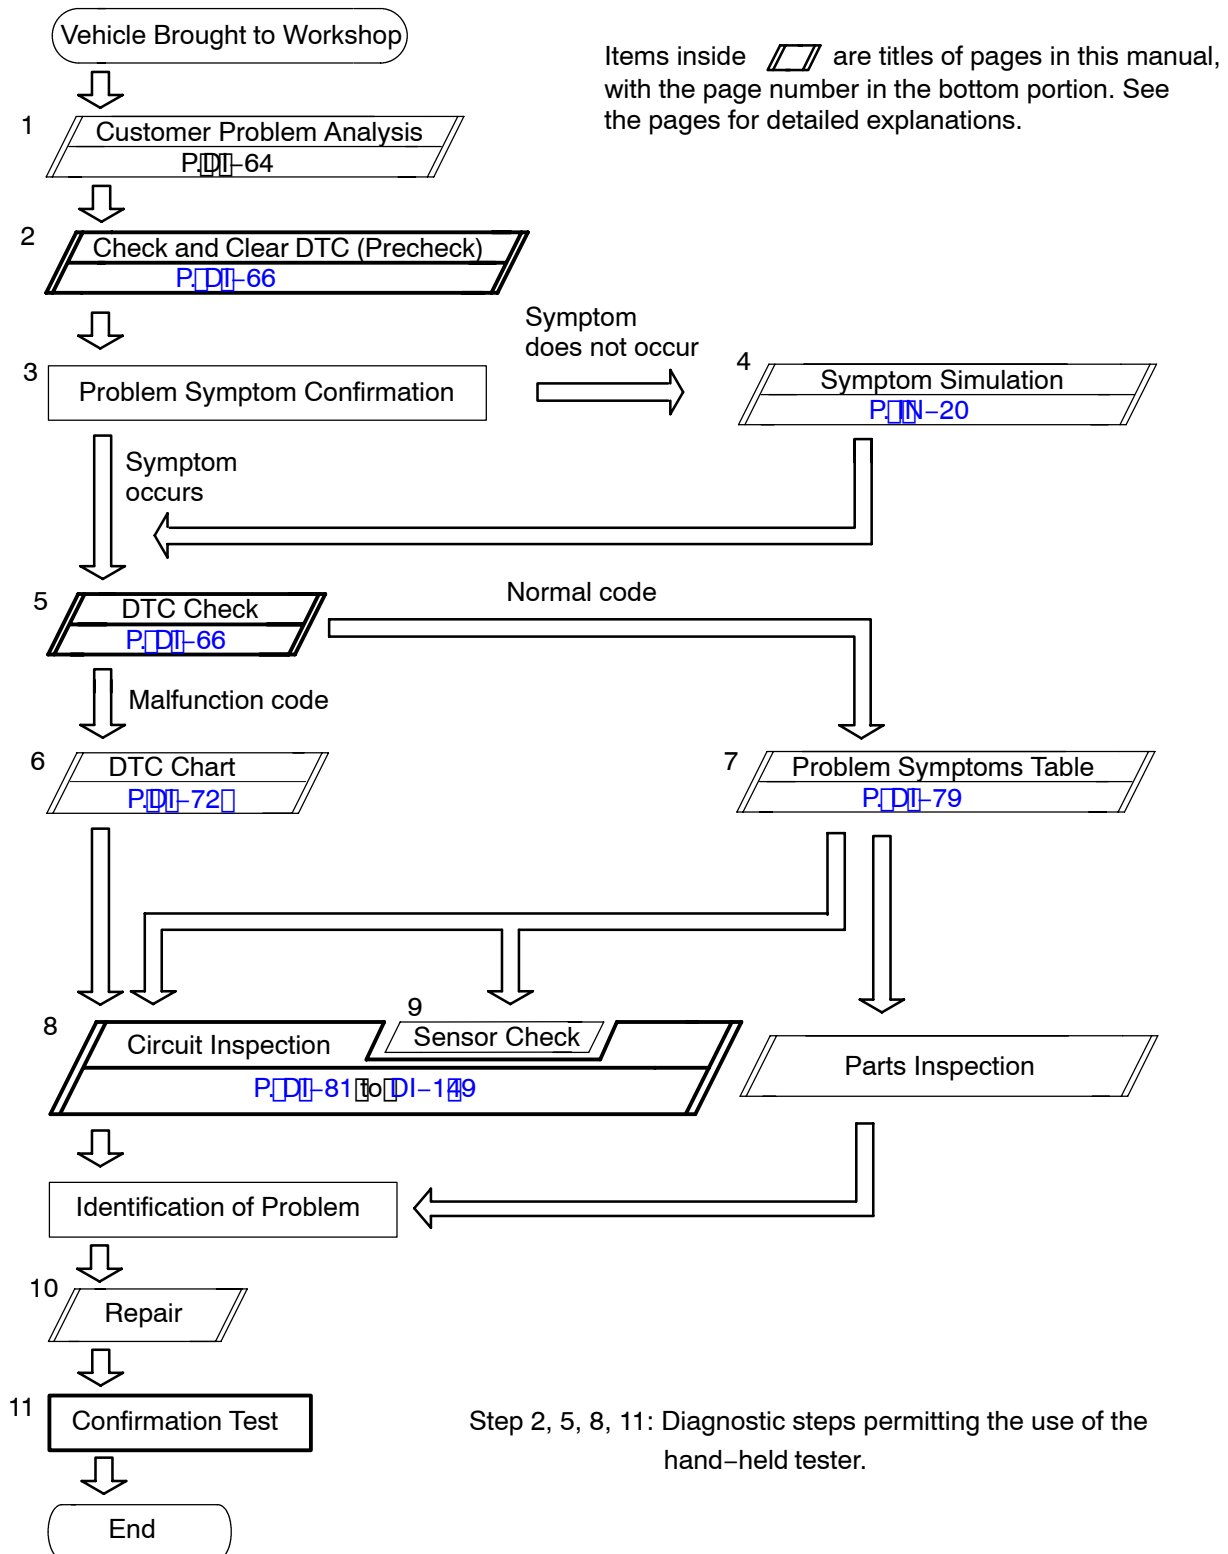 Vehicle Brought to Workshop
Items inside are titles of pages in this manual,
with the page number in the bottom portion. See
the pages for detailed explanations.
1
Customer Problem Analysis
P. DI–64
2
Check and Clear DTC (Precheck)
P. DI–66
3
Problem Symptom Confirmation
Symptom
does not occur
4
Symptom Simulation
P. IN–20
Symptom
occurs
5
DTC Check
P. DI–66
Normal code
Malfunction code
6
DTC Chart
P. DI–72
7
Problem Symptoms Table
P. DI–79
8
Circuit Inspection
9
Sensor Check
P. DI–81 to DI–149
Parts Inspection
Identification of Problem
10
Repair
11
Confirmation Test
Step 2, 5, 8, 11: Diagnostic steps permitting the use of the
hand–held tester.
End